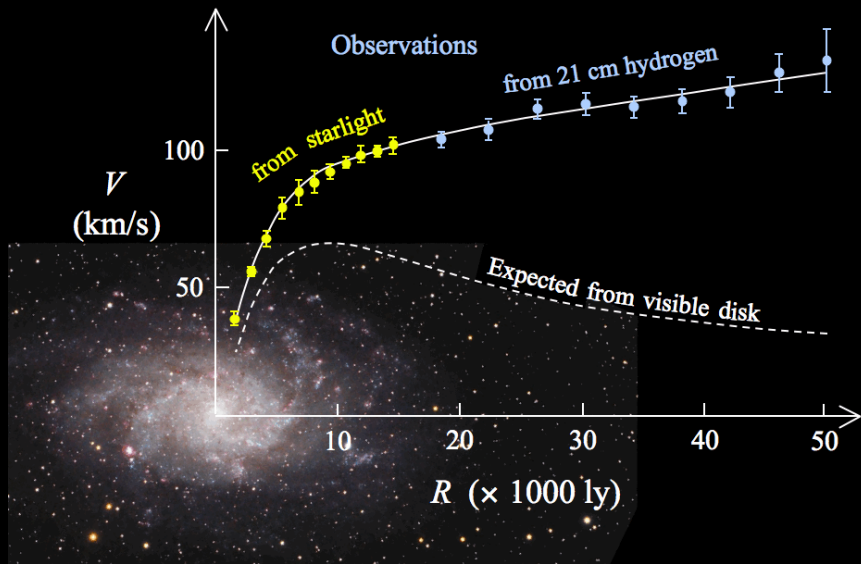 Observations
from 21 cm hydrogen
from starlight
100
V
(km/s)
50
Expected from visible disk
10 20 30 40 50
R (× 1000 ly)